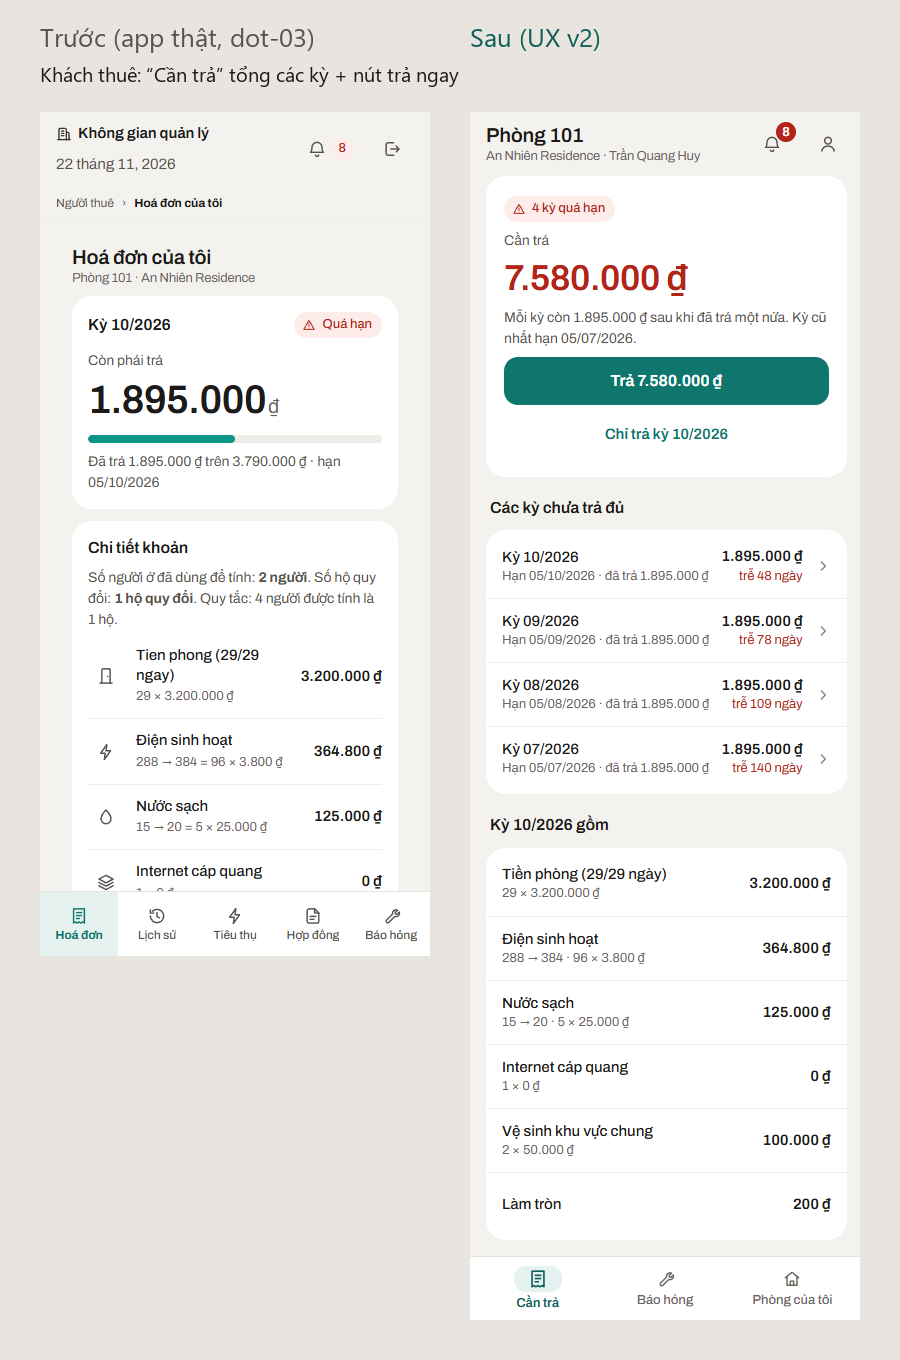 Trước (app thật, dot-03)
Sau (UX v2)
Khách thuê: “Cần trả” tổng các kỳ + nút trả ngay
Không gian quản lý
22 tháng 11, 2026
8
Người thuê › Hoá đơn của tôi
Hoá đơn của tôi
Phòng 101 · An Nhiên Residence
Kỳ 10/2026
Quá hạn
Còn phải trả
1.895.000 ₫
Đã trả 1.895.000 ₫ trên 3.790.000 ₫ · hạn
05/10/2026
Chi tiết khoản
Số người ở đã dùng để tính: 2 người. Số hộ quy
đổi: 1 hộ quy đổi. Quy tắc: 4 người được tính là
1 hộ.
Tien phong (29/29
ngay)
3.200.000 ₫
29 × 3.200.000 ₫
Điện sinh hoạt
364.800 ₫
288 → 384 = 96 × 3.800 ₫
Nước sạch
125.000 ₫
15 → 20 = 5 × 25.000 ₫
Internet cáp quang
0 ₫
Hoá đơn
Lịch sử
Tiêu thụ
Hợp đồng
Báo hỏng
Phòng 101
8
An Nhiên Residence · Trần Quang Huy
4 kỳ quá hạn
Cần trả
7.580.000 ₫
Mỗi kỳ còn 1.895.000 ₫ sau khi đã trả một nửa. Kỳ cũ
nhất hạn 05/07/2026.
Trả 7.580.000 ₫
Chỉ trả kỳ 10/2026
Các kỳ chưa trả đủ
Kỳ 10/2026
1.895.000 ₫
Hạn 05/10/2026 · đã trả 1.895.000 ₫
trễ 48 ngày
Kỳ 09/2026
1.895.000 ₫
Hạn 05/09/2026 · đã trả 1.895.000 ₫
trễ 78 ngày
Kỳ 08/2026
1.895.000 ₫
Hạn 05/08/2026 · đã trả 1.895.000 ₫
trễ 109 ngày
Kỳ 07/2026
1.895.000 ₫
Hạn 05/07/2026 · đã trả 1.895.000 ₫
trễ 140 ngày
Kỳ 10/2026 gồm
Tiền phòng (29/29 ngày)
3.200.000 ₫
29 × 3.200.000 ₫
Điện sinh hoạt
364.800 ₫
288 → 384 · 96 × 3.800 ₫
Nước sạch
125.000 ₫
15 → 20 · 5 × 25.000 ₫
Internet cáp quang
0 ₫
1 × 0 ₫
Vệ sinh khu vực chung
100.000 ₫
2 × 50.000 ₫
Làm tròn
200 ₫
Cần trả
Báo hỏng
Phòng của tôi